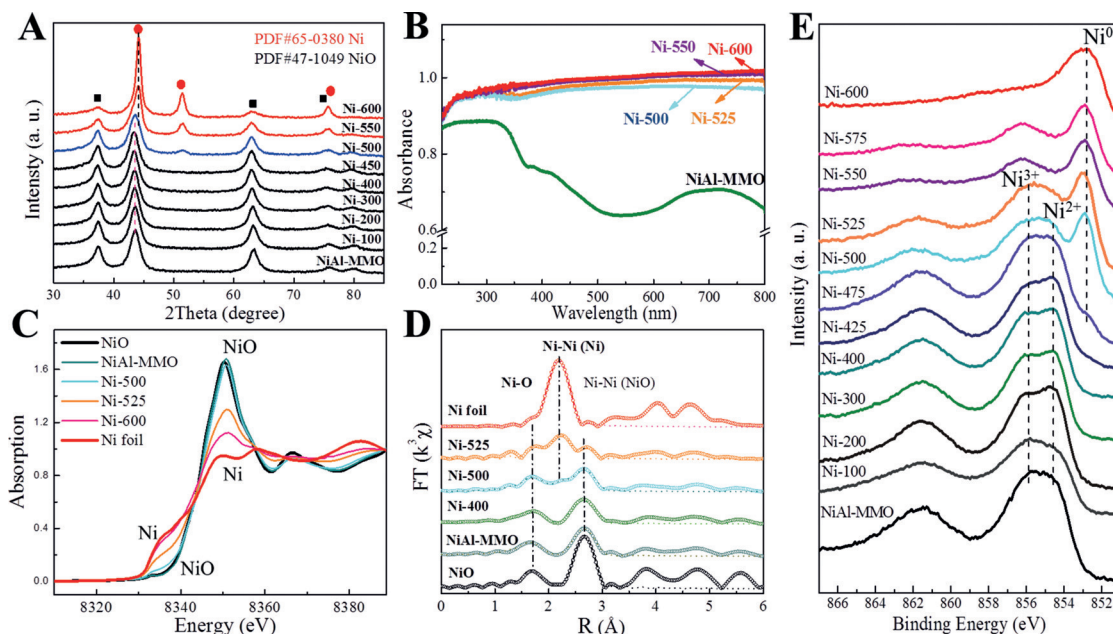 A
PDF#65-0380 Ni
PDF#47-1049 NiO
Ni-600
Ni-550
Ni-500
Ni-450
Ni-400
Ni-300
Ni-200
Ni-100
NiAl-MMO
Intensty (a. u.)
30 40 50 60 70 80
2Theta (degree)
B
Ni-550
Ni-600
Ni-500
Ni-525
NiAl-MMO
1.0
0.9
0.8
0.7
0.6
0.2
0.1
0.0
Absorbance
300 400 500 600 700 800
Wavelength (nm)
C
NiO
NiAl-MMO
Ni-500
Ni-525
Ni-600
Ni foil
NiO
Ni
Ni
NiO
1.6
1.2
0.8
0.4
0.0
Absorption
8320 8340 8360 8380
Energy (eV)
D
Ni-Ni (Ni)
Ni-O
Ni-Ni (NiO)
Ni foil
Ni-525
Ni-500
Ni-400
NiAl-MMO
NiO
FT (k³χ)
0 1 2 3 4 5 6
R (Å)
E
Ni⁰
Ni-600
Ni-575
Ni-550
Ni³⁺
Ni²⁺
Ni-525
Ni-500
Ni-475
Ni-425
Ni-400
Ni-300
Ni-200
Ni-100
NiAl-MMO
Intensity (a. u.)
866 864 862 860 858 856 854 852
Binding Energy (eV)